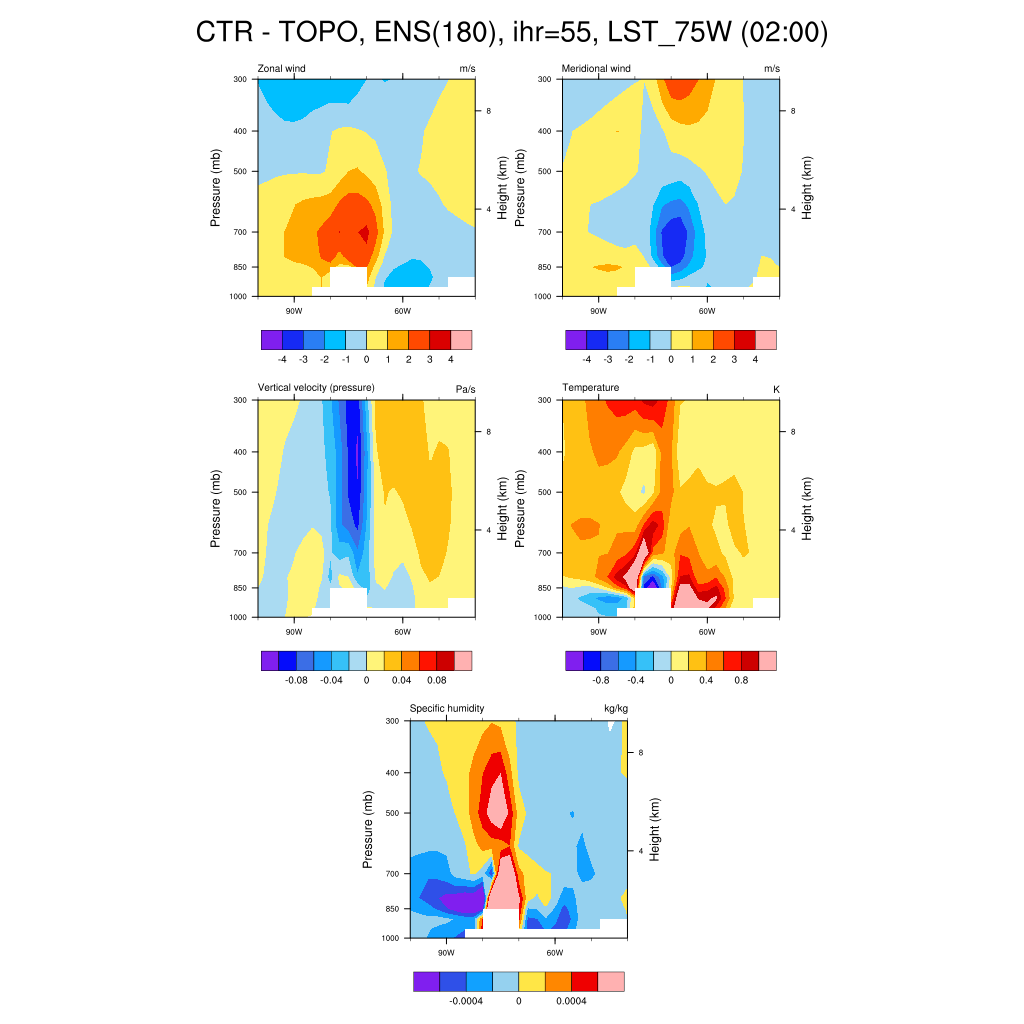 CTR - TOPO, ENS(180), ihr=55, LST_75W (02:00)
Zonal wind m/s
Pressure (mb)
300
400
500
700
850
1000
90W 60W
8
4
Height (km)
-4 -3 -2 -1 0 1 2 3 4
Meridional wind m/s
Pressure (mb)
300
400
500
700
850
1000
90W 60W
8
4
Height (km)
-4 -3 -2 -1 0 1 2 3 4
Vertical velocity (pressure) Pa/s
Pressure (mb)
300
400
500
700
850
1000
90W 60W
8
4
Height (km)
-0.08 -0.04 0 0.04 0.08
Temperature K
Pressure (mb)
300
400
500
700
850
1000
90W 60W
8
4
Height (km)
-0.8 -0.4 0 0.4 0.8
Specific humidity kg/kg
Pressure (mb)
300
400
500
700
850
1000
90W 60W
8
4
Height (km)
-0.0004 0 0.0004